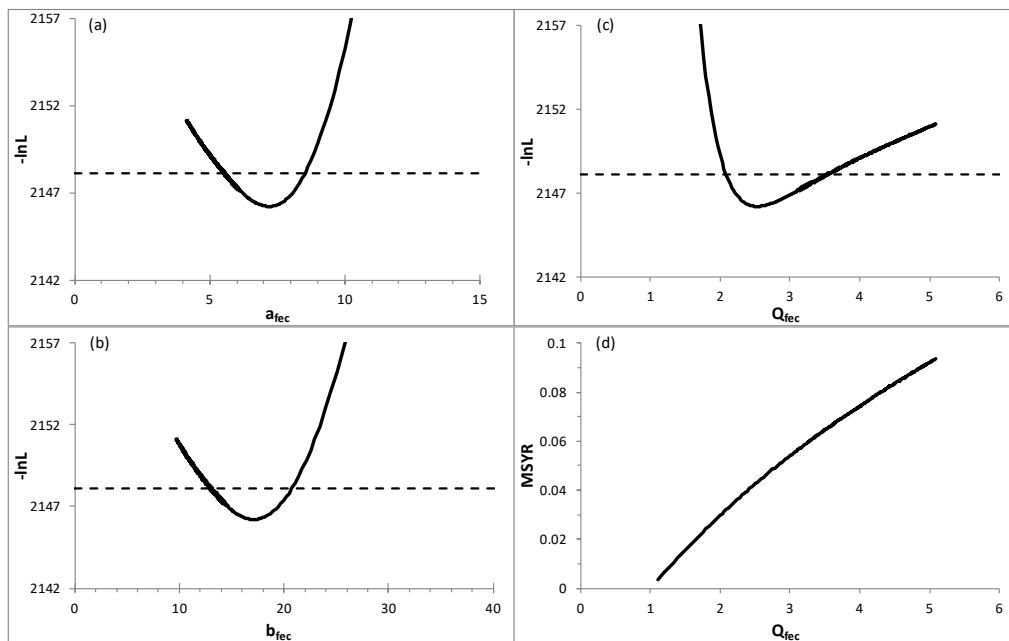 (a)
2157
2152
2147
2142
-lnL
0 5 10 15
a_fec
(c)
2157
2152
2147
2142
-lnL
0 1 2 3 4 5 6
Q_fec
(b)
2157
2152
2147
2142
-lnL
0 10 20 30 40
b_fec
(d)
0.1
0.08
0.06
0.04
0.02
0
MSYR
0 1 2 3 4 5 6
Q_fec